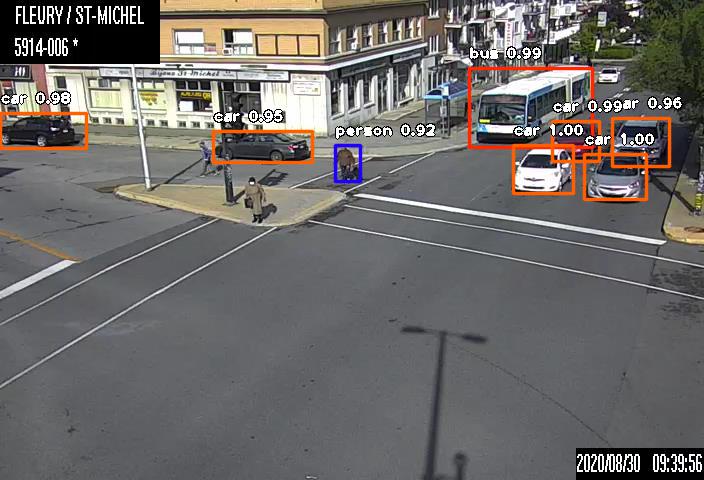 FLEURY / ST-MICHEL
5914-006 *
bus 0.99
car 0.98
car 0.99
ar 0.96
car 0.95
person 0.92
car 1.00
car 1.00
2020/08/30 09:39:56